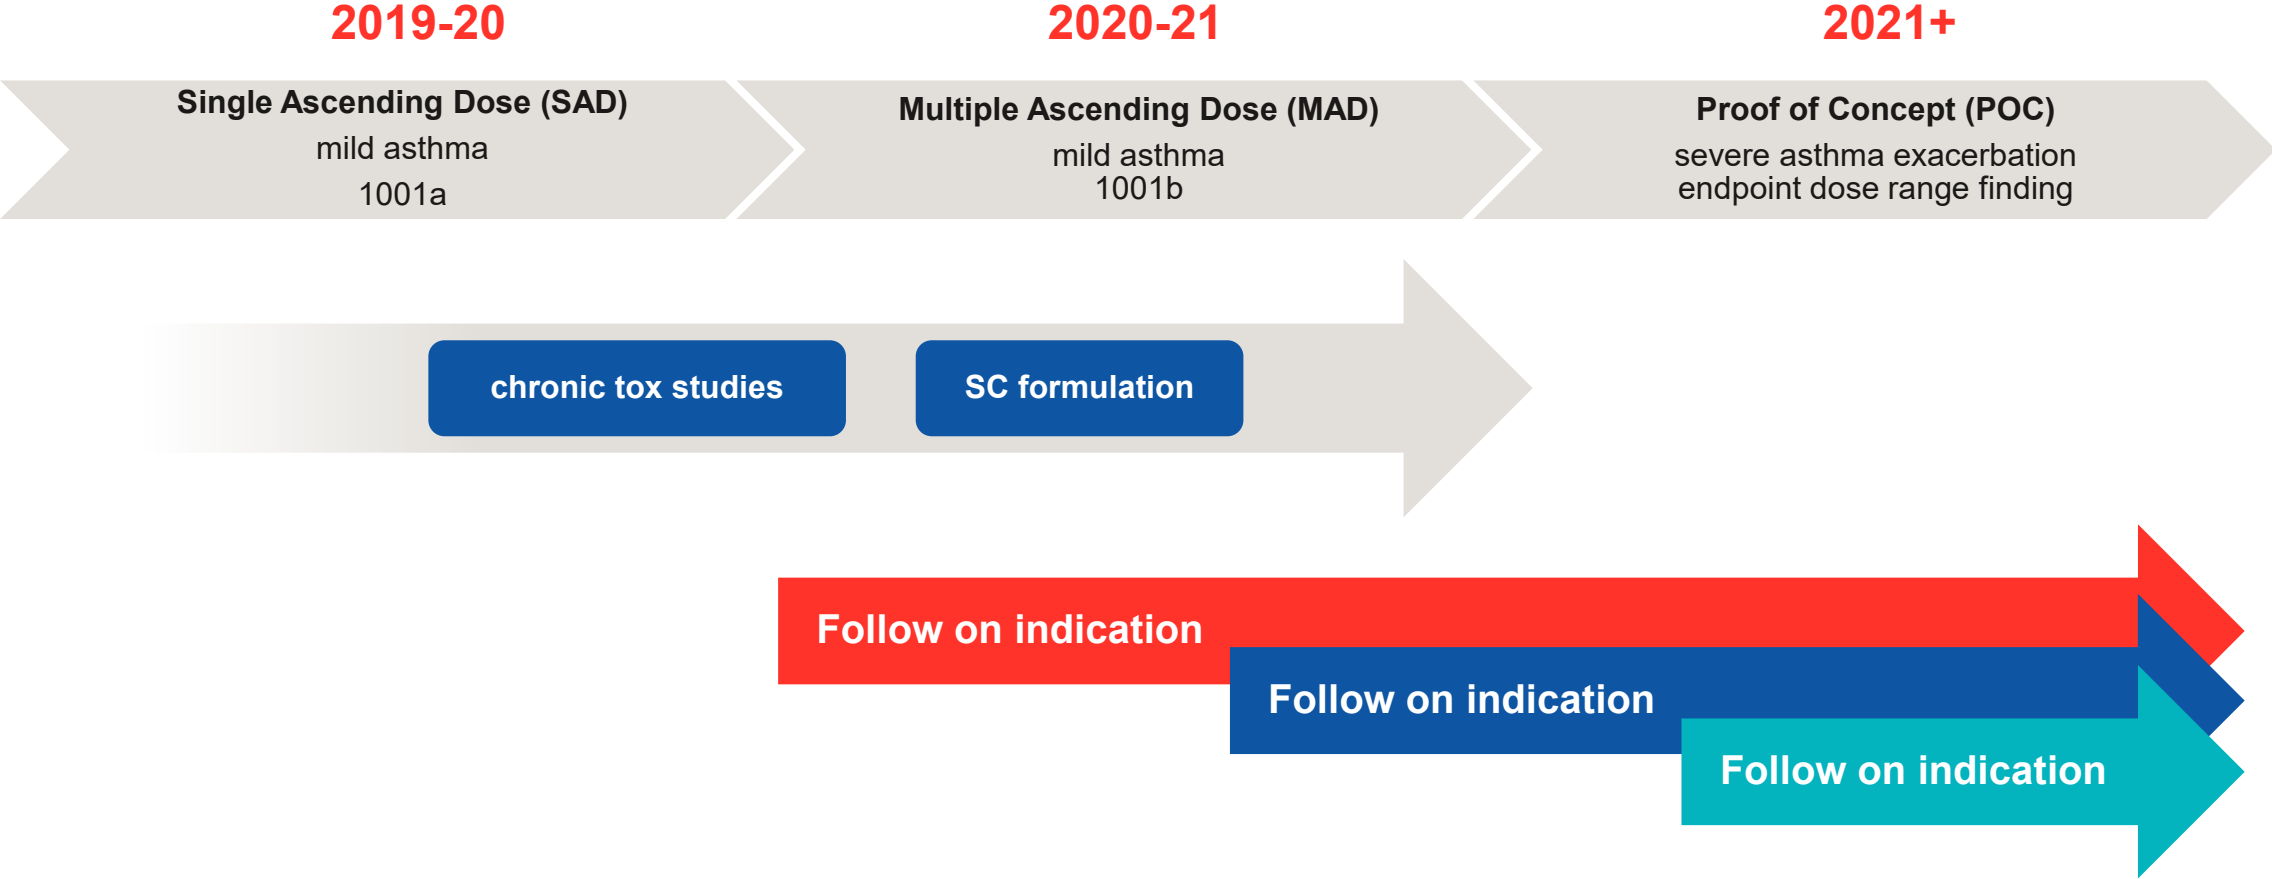 2019-20
2020-21
2021+
Single Ascending Dose (SAD)
mild asthma
1001a
Multiple Ascending Dose (MAD)
mild asthma
1001b
Proof of Concept (POC)
severe asthma exacerbation
endpoint dose range finding
chronic tox studies
SC formulation
Follow on indication
Follow on indication
Follow on indication